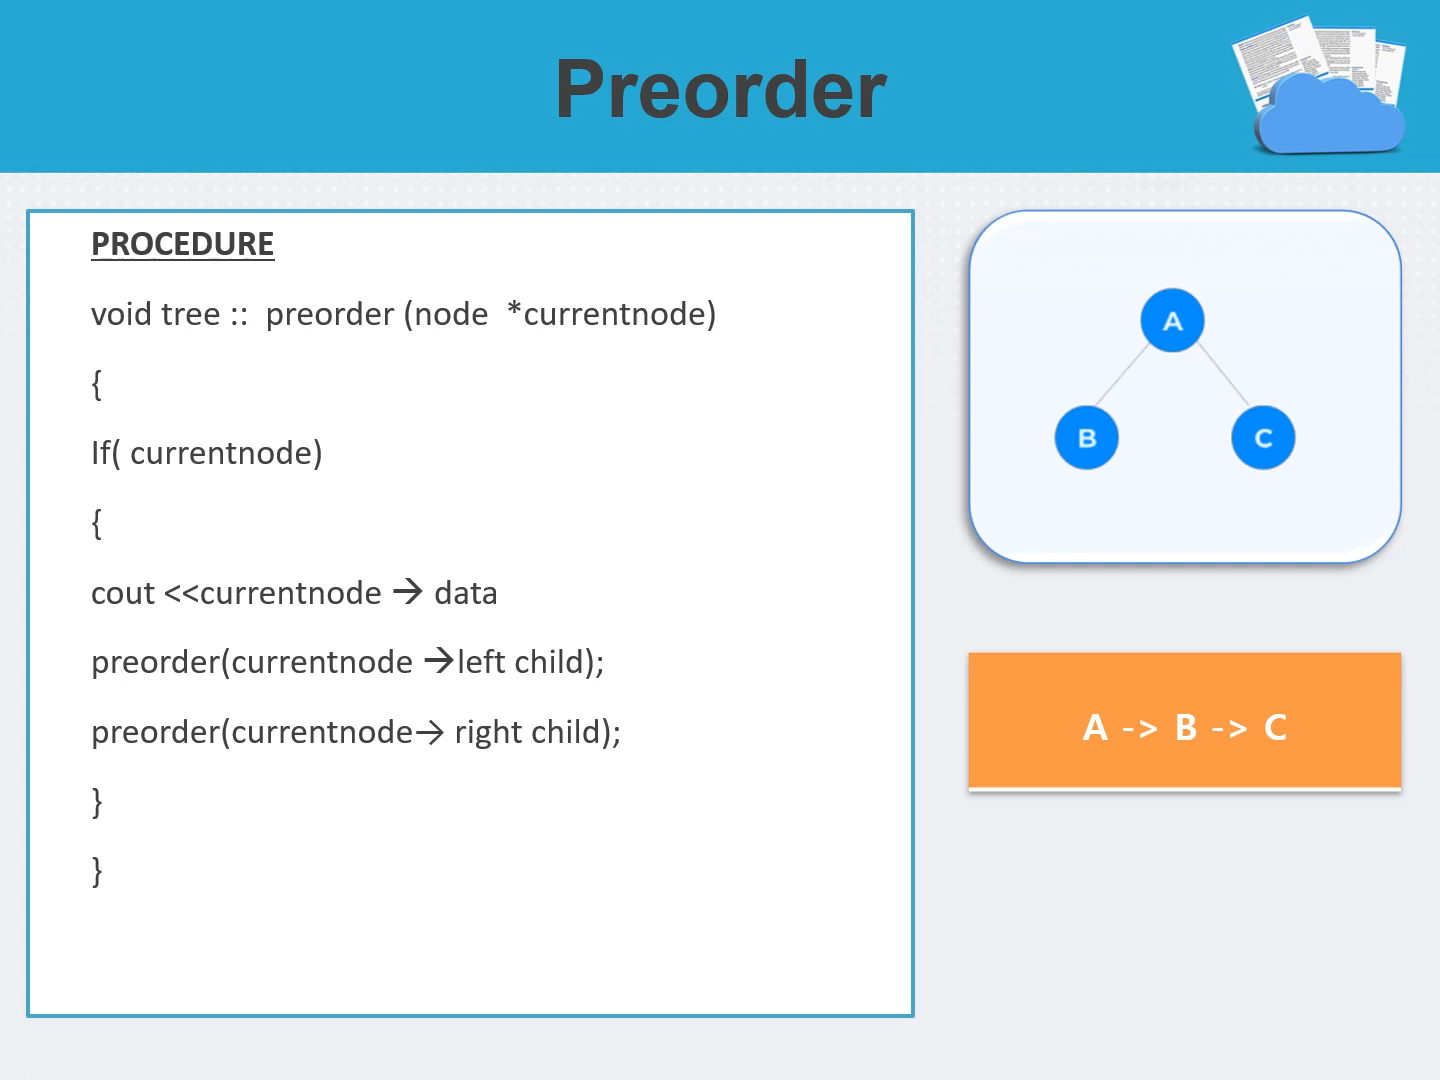 Preorder
PROCEDURE
void tree :: preorder (node *currentnode)
{
If( currentnode)
{
cout <<currentnode → data
preorder(currentnode →left child);
preorder(currentnode→ right child);
}
}
A
B
C
A -> B -> C